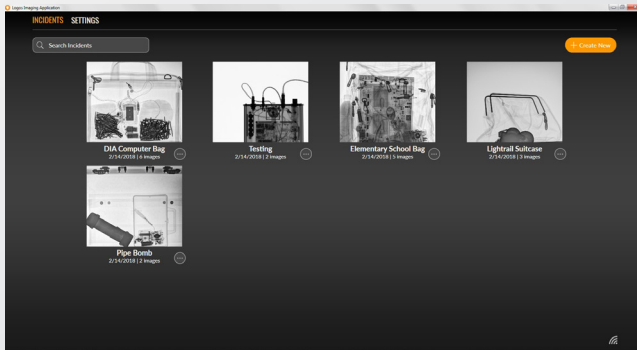 Logos Imaging Application
INCIDENTS SETTINGS
Search Incidents
+ Create New
DIA Computer Bag
2/14/2018 | 6 images
Testing
2/14/2018 | 2 images
Elementary School Bag
2/14/2018 | 5 images
Lightrail Suitcase
2/14/2018 | 3 images
Pipe Bomb
2/14/2018 | 2 images